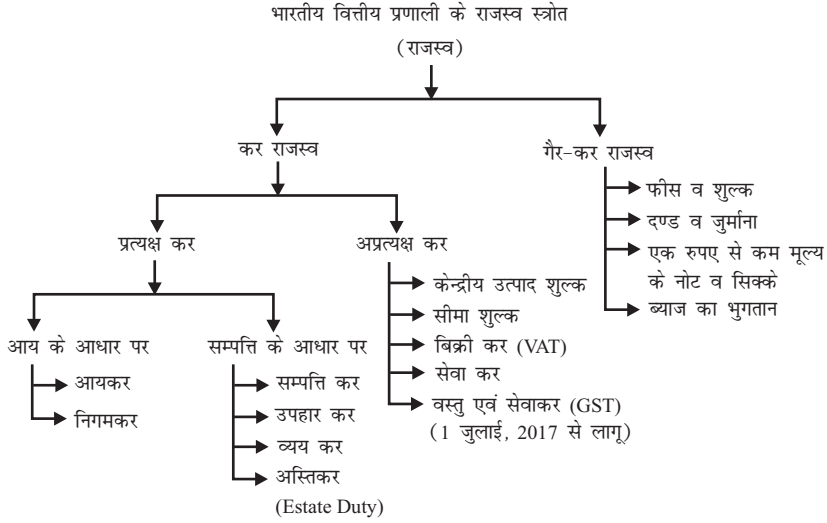 भारतीय वित्तीय प्रणाली के राजस्व स्त्रोत
(राजस्व)
कर राजस्व
गैर-कर राजस्व
फीस व शुल्क
दण्ड व जुर्माना
एक रुपए से कम मूल्य
के नोट व सिक्के
ब्याज का भुगतान
प्रत्यक्ष कर
अप्रत्यक्ष कर
केन्द्रीय उत्पाद शुल्क
सीमा शुल्क
बिक्री कर (VAT)
सेवा कर
वस्तु एवं सेवाकर (GST)
(1 जुलाई, 2017 से लागू)
आय के आधार पर
आयकर
निगमकर
सम्पत्ति के आधार पर
सम्पत्ति कर
उपहार कर
व्यय कर
अस्तिकर
(Estate Duty)